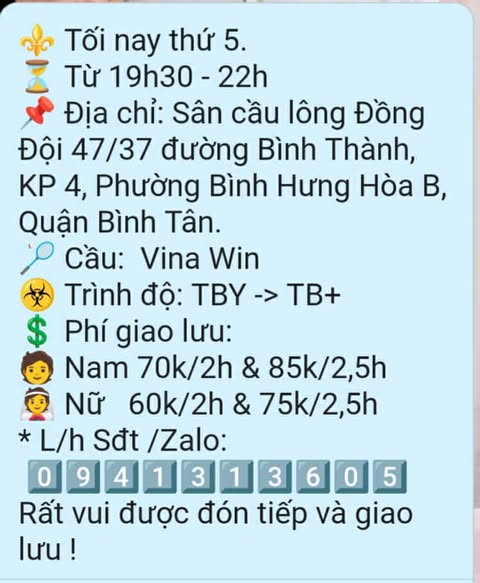 ⚜️ Tối nay thứ 5.
⏳ Từ 19h30 - 22h
📌 Địa chỉ: Sân cầu lông Đồng
Đội 47/37 đường Bình Thành,
KP 4, Phường Bình Hưng Hòa B,
Quận Bình Tân.
🏸 Cầu:  Vina Win
☣️ Trình độ: TBY -> TB+
💲 Phí giao lưu:
🧑 Nam 70k/2h & 85k/2,5h
👰 Nữ   60k/2h & 75k/2,5h
* L/h Sđt /Zalo:
0️⃣9️⃣4️⃣1️⃣3️⃣1️⃣3️⃣6️⃣0️⃣5️⃣
Rất vui được đón tiếp và giao
lưu !